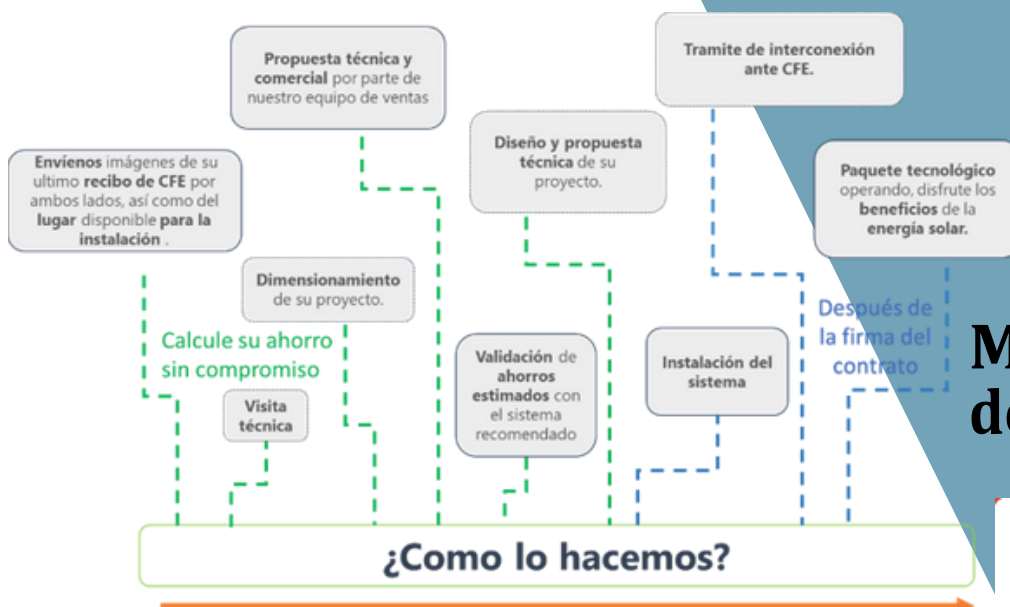 Envíenos imágenes de su
ultimo recibo de CFE por
ambos lados, así como del
lugar disponible para la
instalación .
Calcule su ahorro
sin compromiso
Visita
técnica
Dimensionamiento
de su proyecto.
Propuesta técnica y
comercial por parte de
nuestro equipo de ventas
Validación de
ahorros
estimados con
el sistema
recomendado
Diseño y propuesta
técnica de su
proyecto.
Instalación del
sistema
Tramite de interconexión
ante CFE.
Después de
la firma del
contrato
Paquete tecnológico
operando, disfrute los
beneficios de la
energía solar.
¿Como lo hacemos?